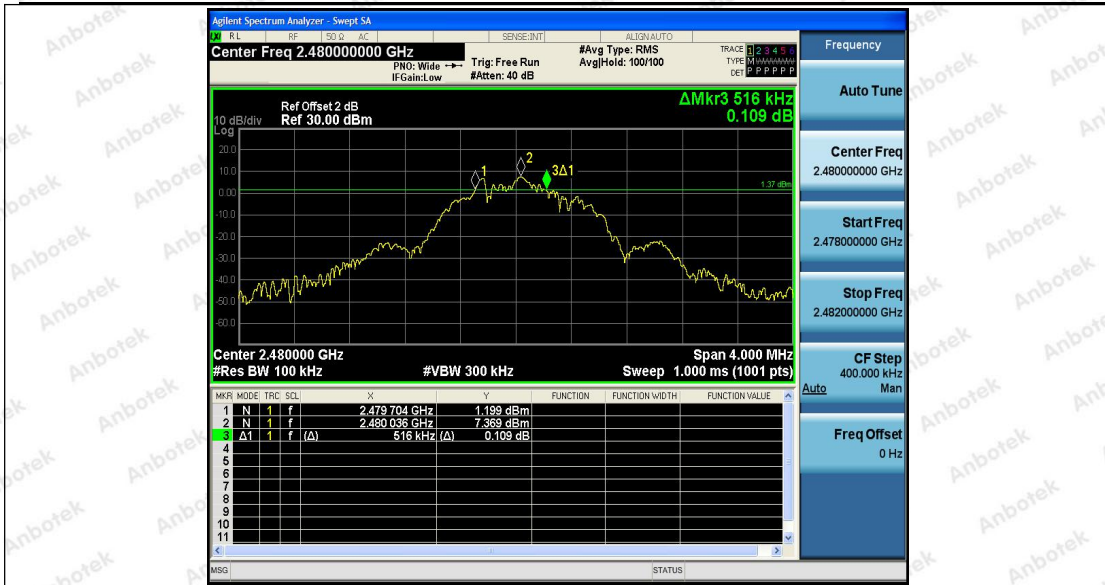 Agilent Spectrum Analyzer - Swept SA
RL RF 50 Ω AC SENSE:INT ALIGN AUTO
Center Freq 2.480000000 GHz
PNO: Wide
IFGain:Low
Trig: Free Run
#Atten: 40 dB
#Avg Type: RMS
Avg|Hold: 100/100
TRACE 1 2 3 4 5 6
TYPE M
DET P P P P P P
Frequency
Auto Tune
Center Freq
2.480000000 GHz
Start Freq
2.478000000 GHz
Stop Freq
2.482000000 GHz
CF Step
400.000 kHz
Auto Man
Freq Offset
0 Hz
ΔMkr3 516 kHz
0.109 dB
Ref Offset 2 dB
10 dB/div Ref 30.00 dBm
Log
20.0
10.0
0.00
-10.0
-20.0
-30.0
-40.0
-50.0
-60.0
1
2
3Δ1
1.37 dBm
Center 2.480000 GHz Span 4.000 MHz
#Res BW 100 kHz #VBW 300 kHz Sweep 1.000 ms (1001 pts)
MKR MODE TRC SCL X Y FUNCTION FUNCTION WIDTH FUNCTION VALUE
1 N 1 f 2.479 704 GHz 1.199 dBm
2 N 1 f 2.480 036 GHz 7.369 dBm
3 Δ1 1 f (Δ) 516 kHz (Δ) 0.109 dB
4
5
6
7
8
9
10
11
MSG STATUS
Anbotek